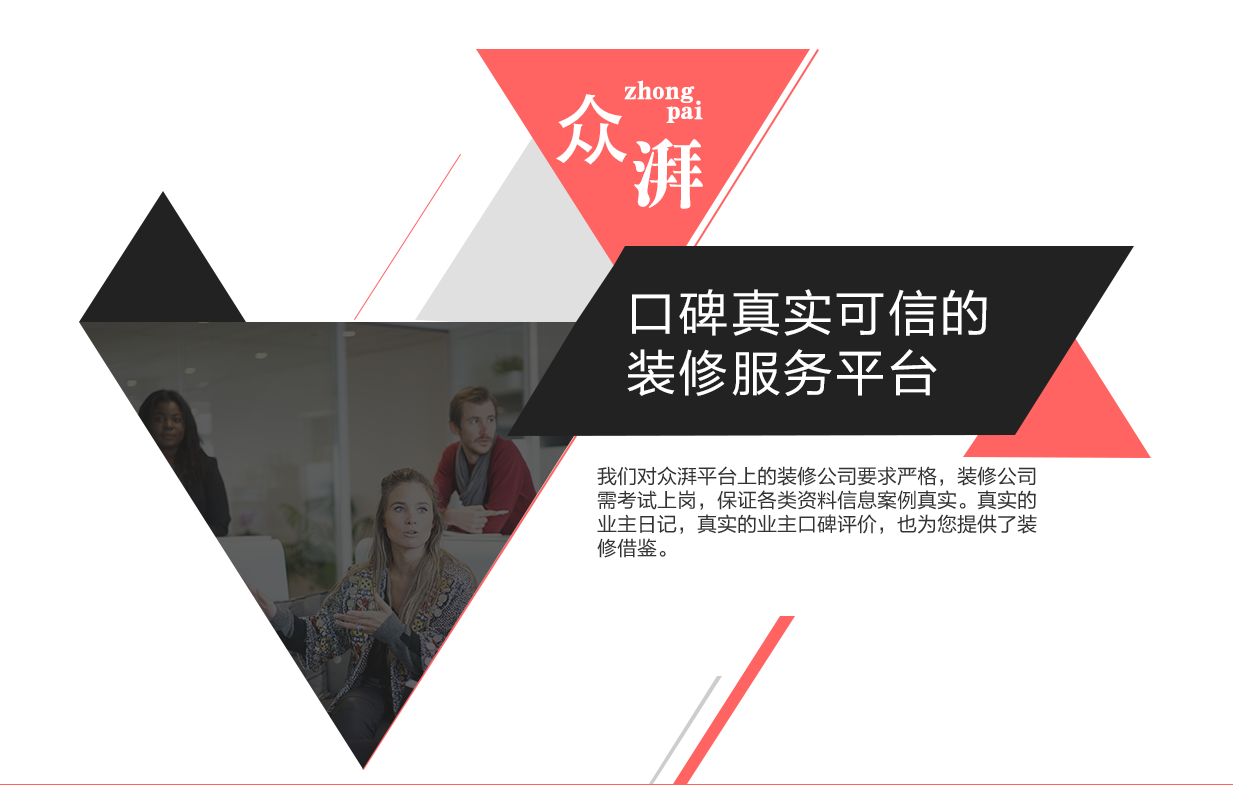 zhong
pai
众湃
口碑真实可信的
装修服务平台
我们对众湃平台上的装修公司要求严格，装修公司
需考试上岗，保证各类资料信息案例真实。真实的
业主日记，真实的业主口碑评价，也为您提供了装
修借鉴。